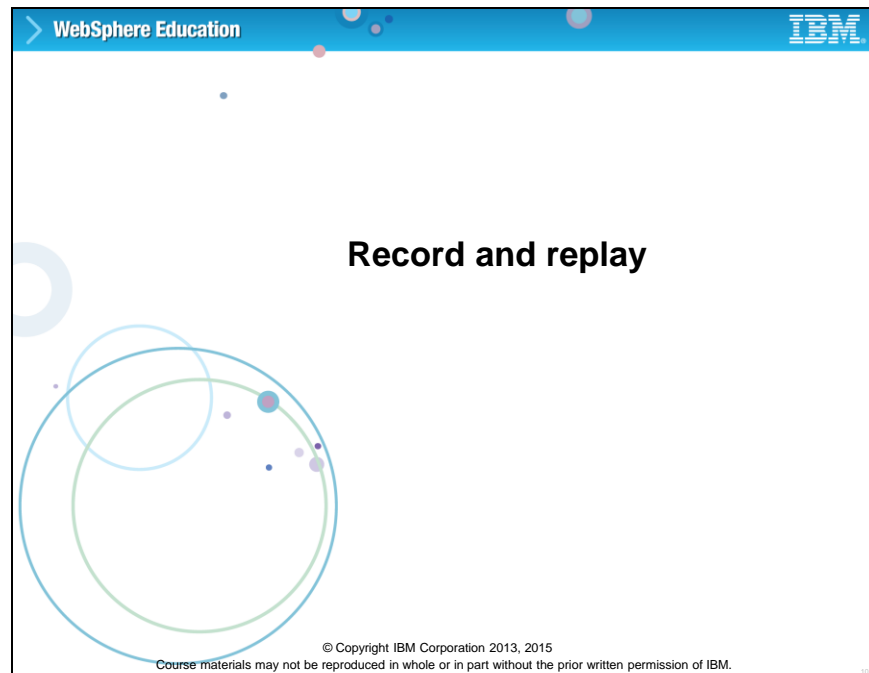 WebSphere Education
IBM®
Record and replay
© Copyright IBM Corporation 2013, 2015
Course materials may not be reproduced in whole or in part without the prior written permission of IBM.